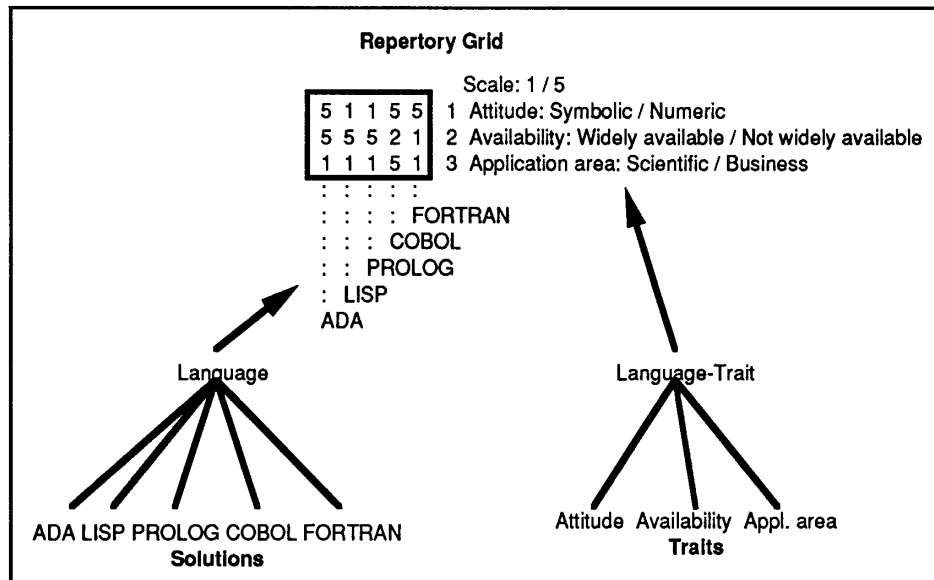 Repertory Grid
Scale: 1 / 5
5 1 1 5 5 1 Attitude: Symbolic / Numeric
5 5 5 2 1 2 Availability: Widely available / Not widely available
1 1 1 5 1 3 Application area: Scientific / Business
: : : : :
: : : : FORTRAN
: : : COBOL
: : PROLOG
: LISP
ADA
Language
Language-Trait
ADA LISP PROLOG COBOL FORTRAN
Solutions
Attitude Availability Appl. area
Traits